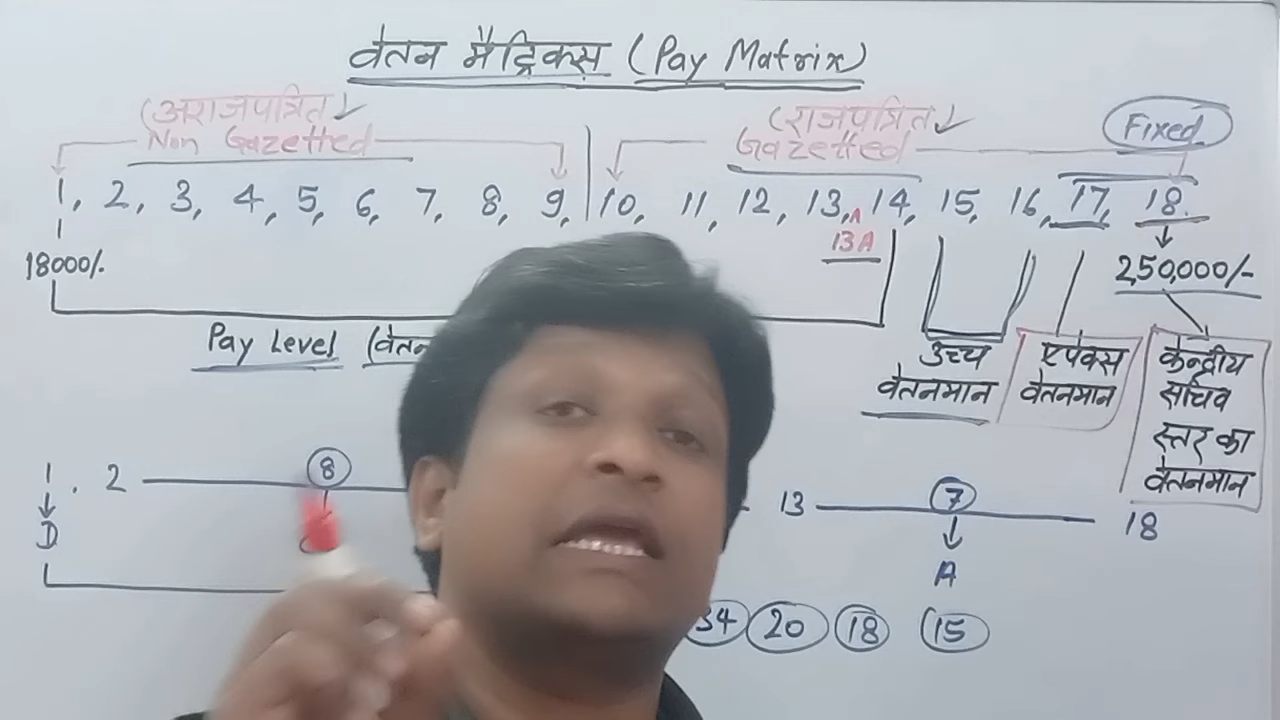 वेतन मैट्रिक्स (Pay Matrix)
(अराजपत्रित)
Non Gazetted
(राजपत्रित)
Gazetted
Fixed
1, 2, 3, 4, 5, 6, 7, 8, 9, 10, 11, 12, 13, 14, 15, 16, 17, 18.
13A
18000/-
2,50,000/-
Pay Level (वेतन
उच्च
वेतनमान
एपेक्स
वेतनमान
केन्द्रीय
सचिव
स्तर का
वेतनमान
1. 2 8 13 7 18
D A
34 20 18 15